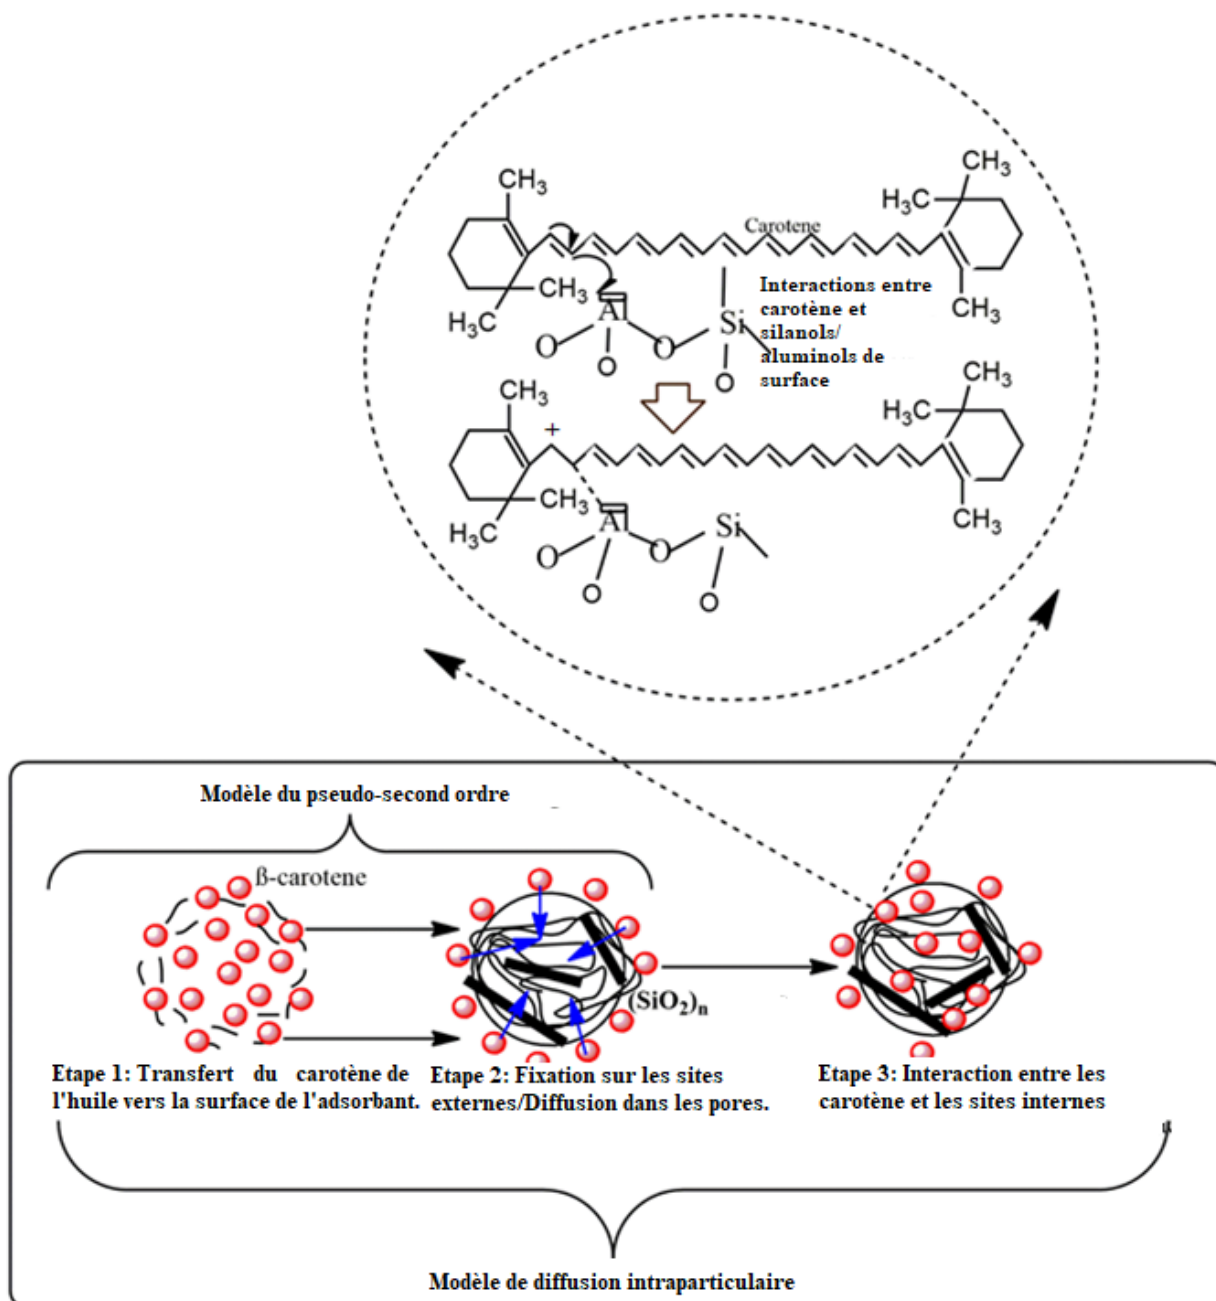 CH₃
CH₃
H₃C
Carotene
CH₃
H₃C
Interactions entre
carotène et
silanols/
aluminols de
surface
CH₃
Al
Si
O
O
O
O
CH₃
H₃C
CH₃
+
CH₃
H₃C
CH₃
Al
O
Si
O
O
O
Modèle du pseudo-second ordre
ß-carotene
(SiO₂)ₙ
Etape 1: Transfert du carotène de
l'huile vers la surface de l'adsorbant.
Etape 2: Fixation sur les sites
externes/Diffusion dans les pores.
Etape 3: Interaction entre les
carotène et les sites internes
Modèle de diffusion intraparticulaire